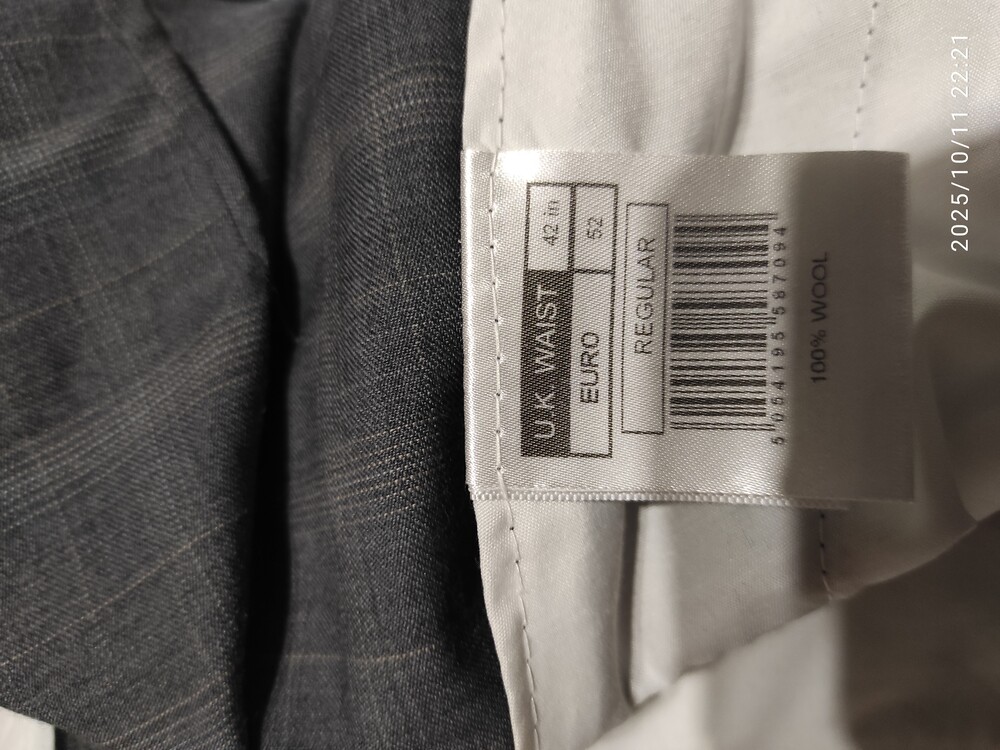 U.K. WAIST 42 in
EURO 52
REGULAR
5 054195 587094
100% WOOL
2025/10/11 22:21